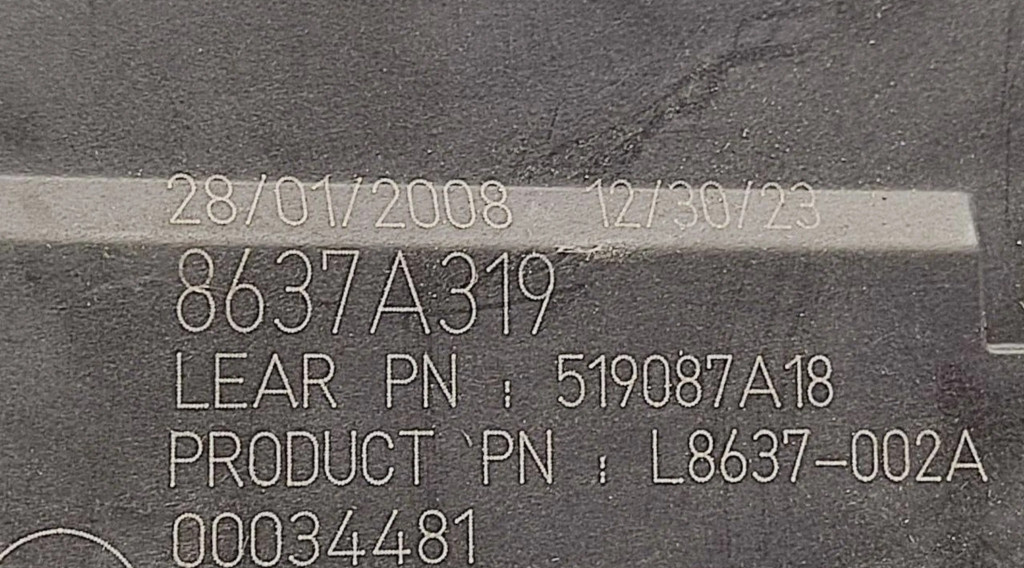 28/01/2008 12/30/23
8637A319
LEAR PN : 519087A18
PRODUCT PN : L8637-002A
00034481